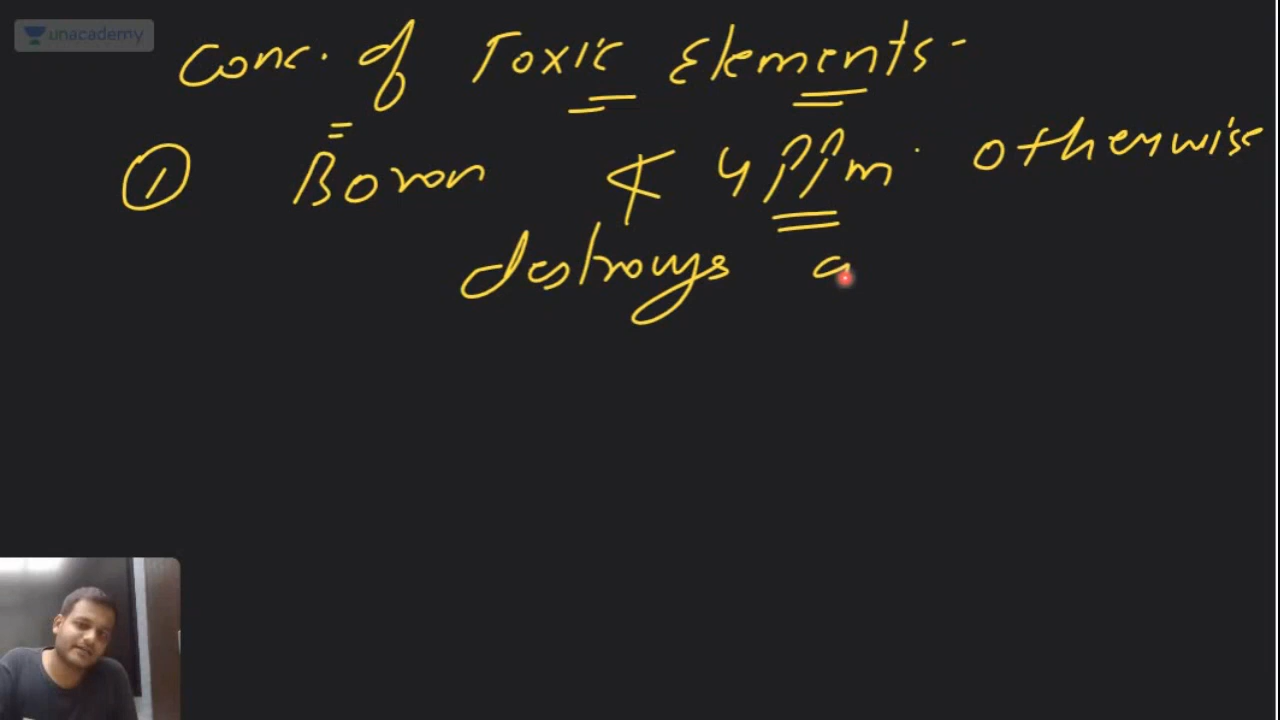 unacademy
Conc. of Toxic Elements-
① Boron ≮ 4 PPm. otherwise
destroys a